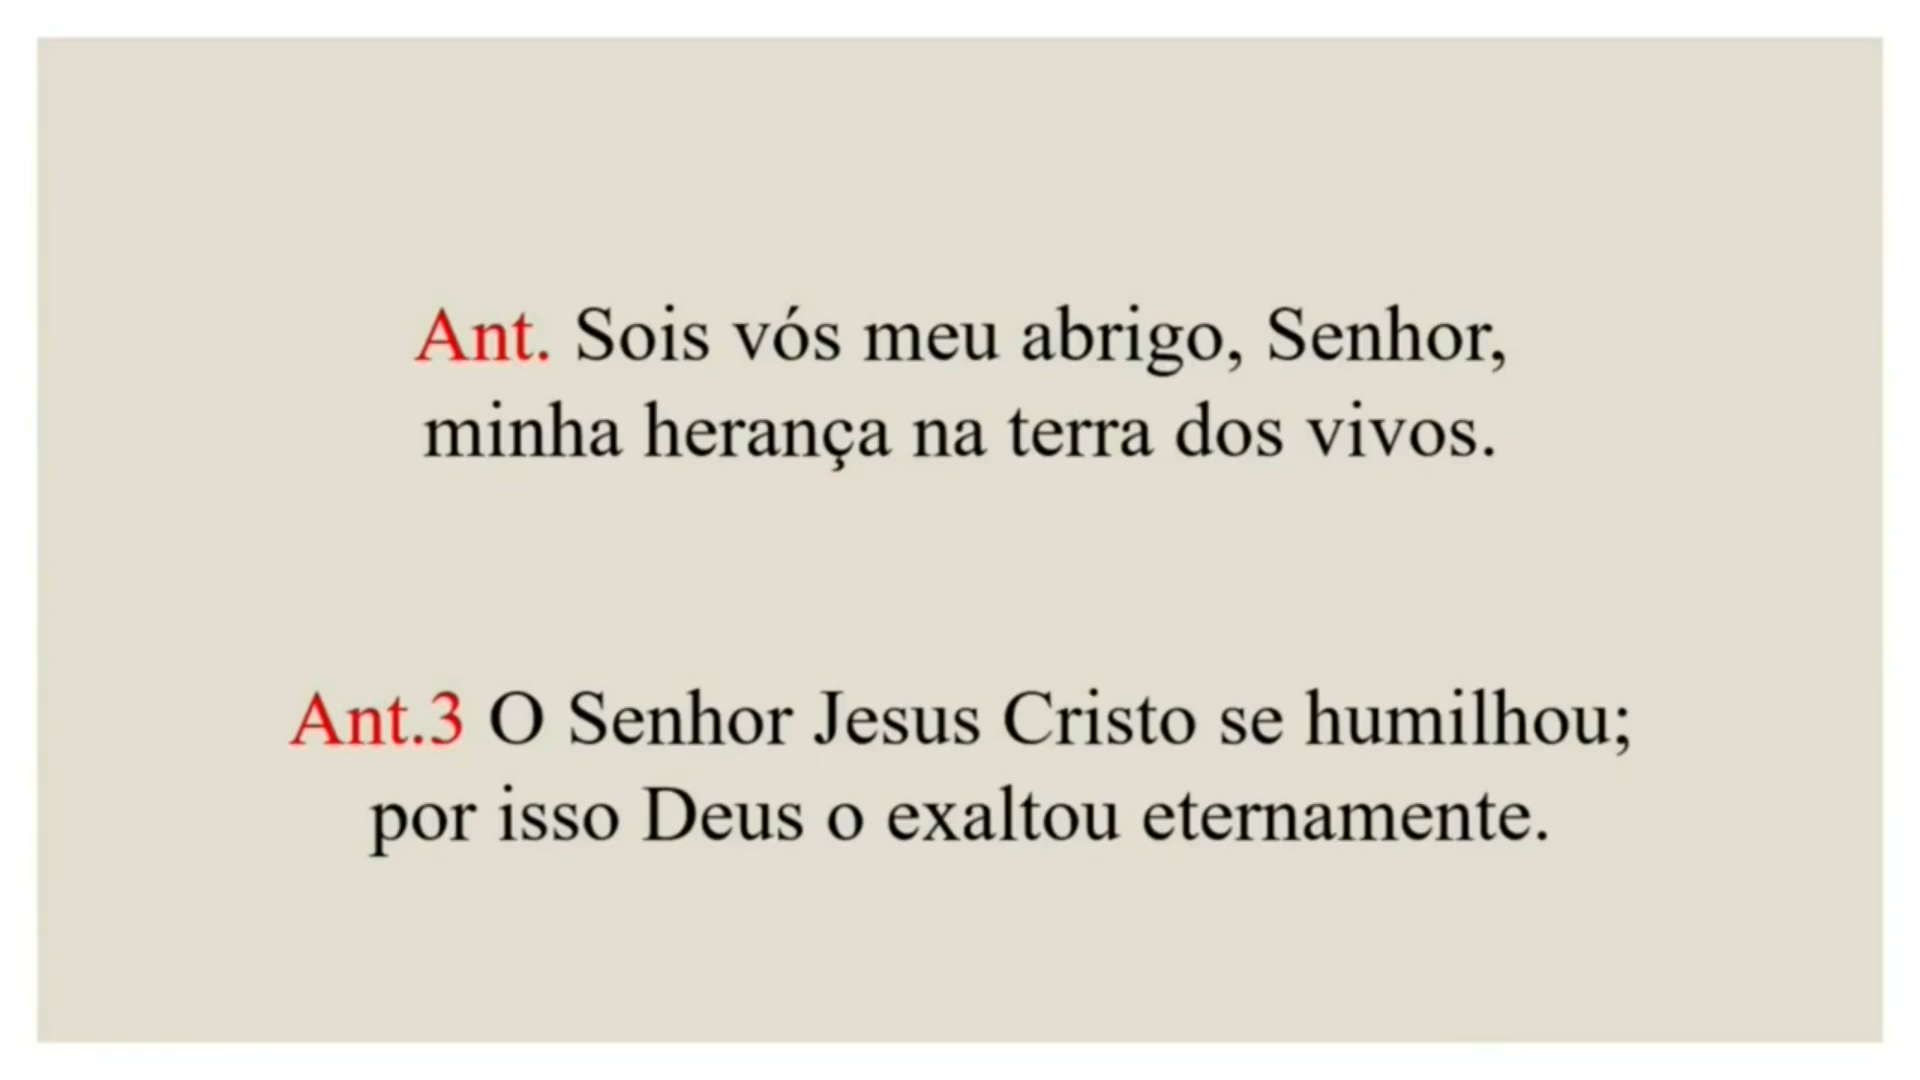 Ant. Sois vós meu abrigo, Senhor,
minha herança na terra dos vivos.
Ant.3 O Senhor Jesus Cristo se humilhou;
por isso Deus o exaltou eternamente.